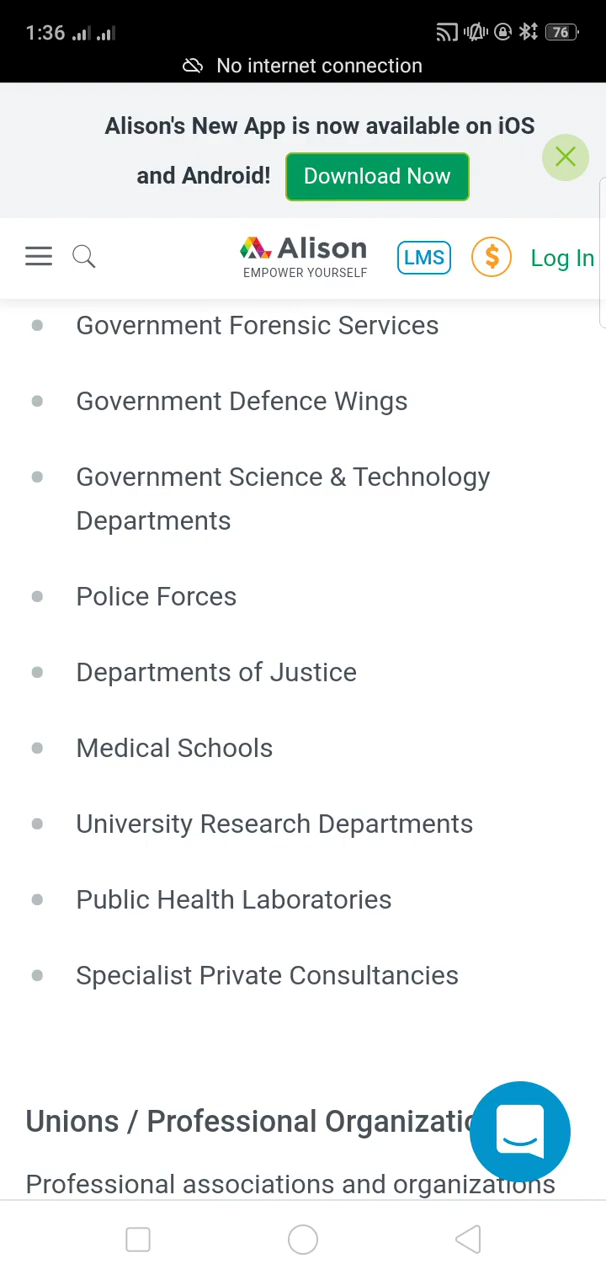 1:36
76
No internet connection
Alison's New App is now available on iOS
and Android!
Download Now
Alison
EMPOWER YOURSELF
LMS
$
Log In
Government Forensic Services
Government Defence Wings
Government Science & Technology
Departments
Police Forces
Departments of Justice
Medical Schools
University Research Departments
Public Health Laboratories
Specialist Private Consultancies
Unions / Professional
Professional associations and organizations